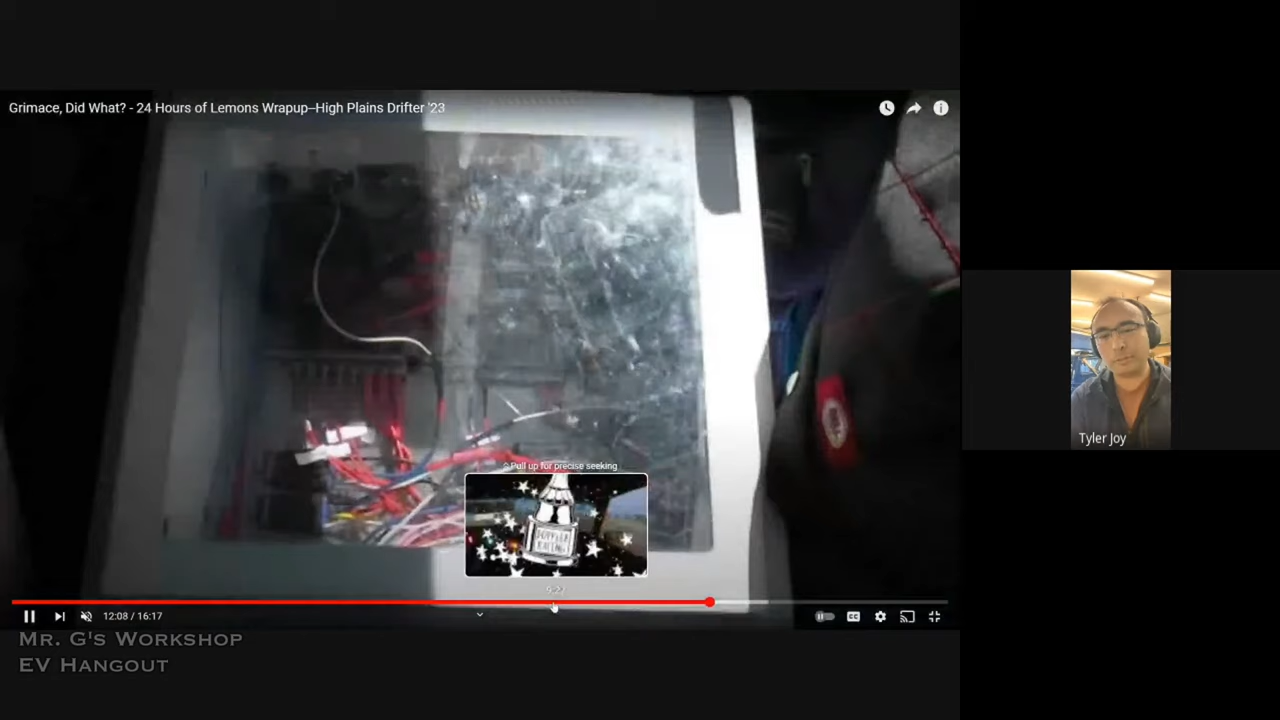 Grimace, Did What? - 24 Hours of Lemons Wrapup--High Plains Drifter '23
Pull up for precise seeking
12:08 / 16:17
CC
Tyler Joy
Mr. G's Workshop
EV Hangout